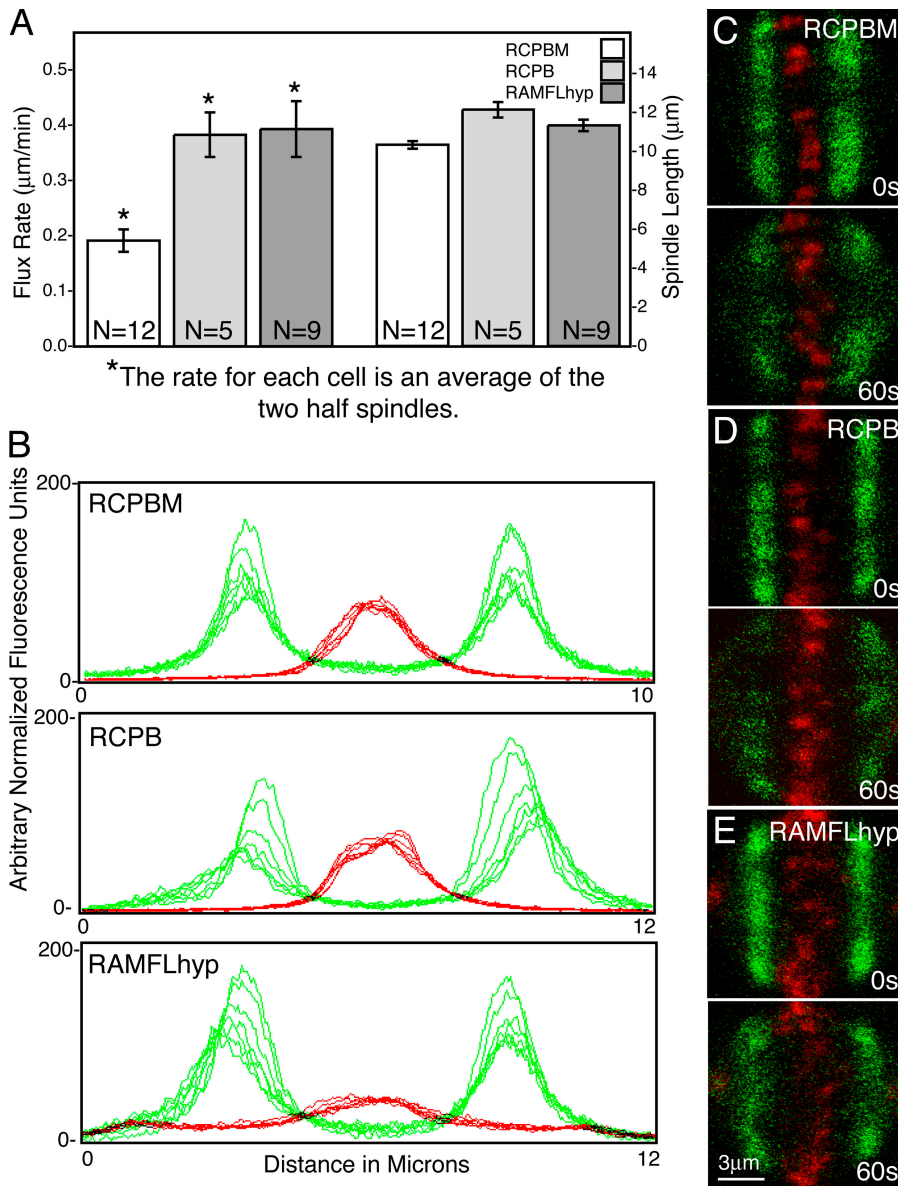 A
Flux Rate (μm/min)
0.5
0.4
0.3
0.2
0.1
0.0
RCPBM
RCPB
RAMFLhyp
*
*
*
N=12
N=5
N=9
N=12
N=5
N=9
14
12
10
8
6
4
2
0
Spindle Length (μm)
*The rate for each cell is an average of the
two half spindles.
B
Arbitrary Normalized Fluorescence Units
200
RCPBM
0
0
10
200-
RCPB
0-
0
12
200-
RAMFLhyp
0-
0
Distance in Microns
12
C
RCPBM
0s
60s
D
RCPB
0s
60s
E
RAMFLhyp
0s
3μm
60s